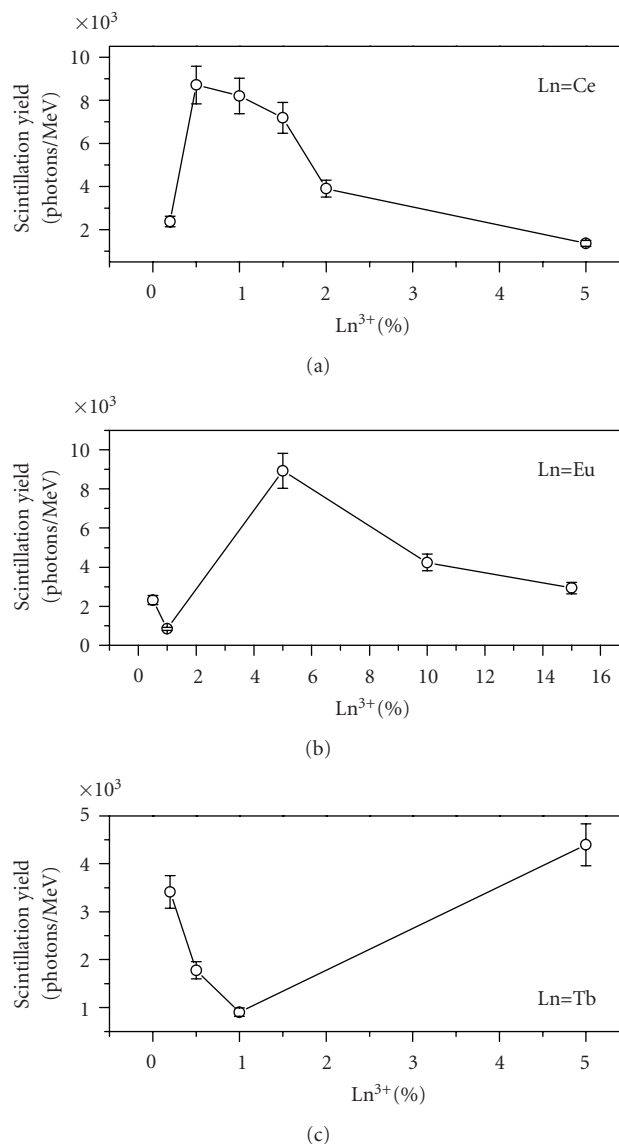 ×10³
Scintillation yield
(photons/MeV)
10
8
6
4
2
Ln=Ce
0 1 2 3 4 5
Ln³⁺(%)
(a)
×10³
Scintillation yield
(photons/MeV)
10
8
6
4
2
0
Ln=Eu
0 2 4 6 8 10 12 14 16
Ln³⁺(%)
(b)
×10³
Scintillation yield
(photons/MeV)
5
4
3
2
1
Ln=Tb
0 1 2 3 4 5
Ln³⁺(%)
(c)